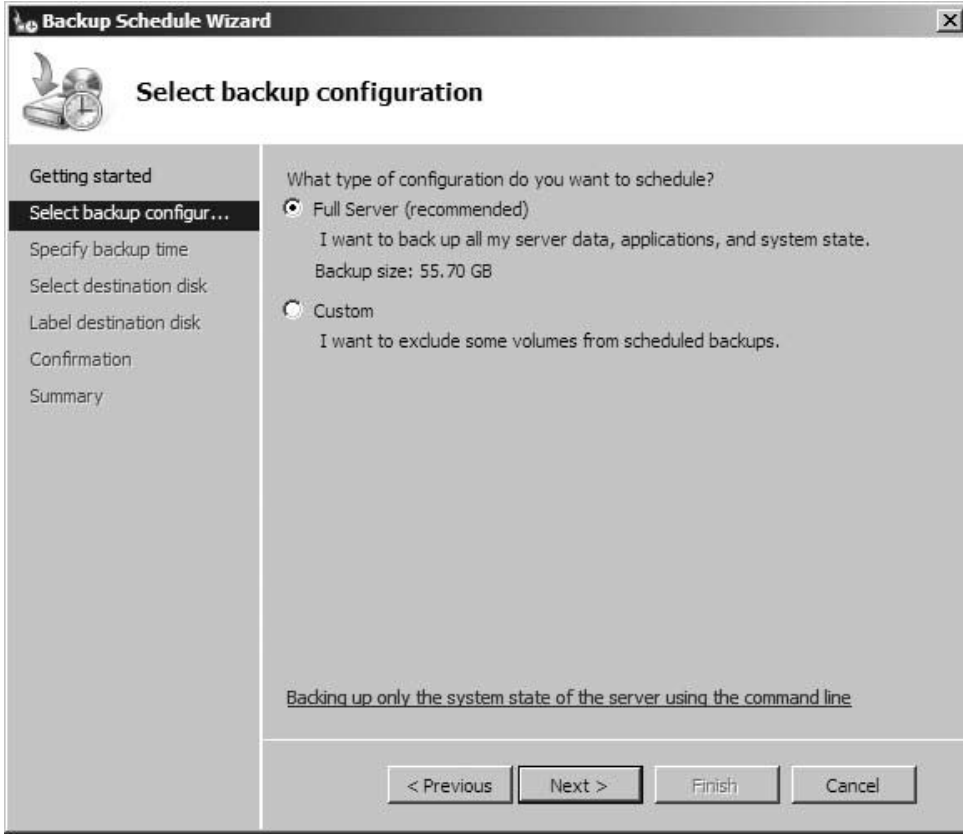 Backup Schedule Wizard
Select backup configuration
Getting started
Select backup configur...
Specify backup time
Select destination disk
Label destination disk
Confirmation
Summary
What type of configuration do you want to schedule?
Full Server (recommended)
I want to back up all my server data, applications, and system state.
Backup size: 55.70 GB
Custom
I want to exclude some volumes from scheduled backups.
Backing up only the system state of the server using the command line
< Previous
Next >
Finish
Cancel